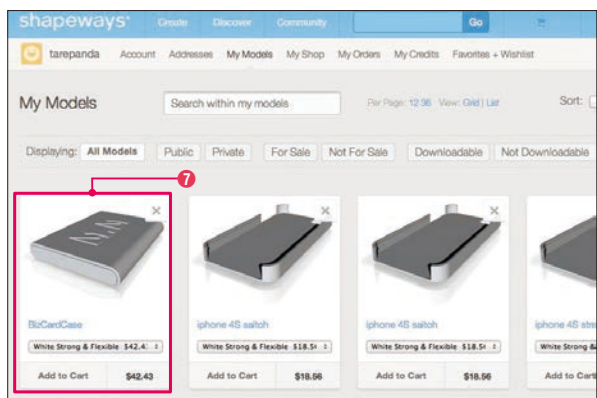 shapeways Create Discover Community Go
tarepanda Account Addresses My Models My Shop My Orders My Credits Favorites + Wishlist
My Models Search within my models Per Page: 12 36 View: Grid | List Sort:
Displaying: All Models Public Private For Sale Not For Sale Downloadable Not Downloadable
7
N.N
BizCardCase iphone 4S saitoh iphone 4S saitoh iphone 4S
White Strong & Flexible $42.4 White Strong & Flexible $18.5 White Strong & Flexible $18.5 White Strong &
Add to Cart $42.43 Add to Cart $18.56 Add to Cart $18.56 Add to Cart